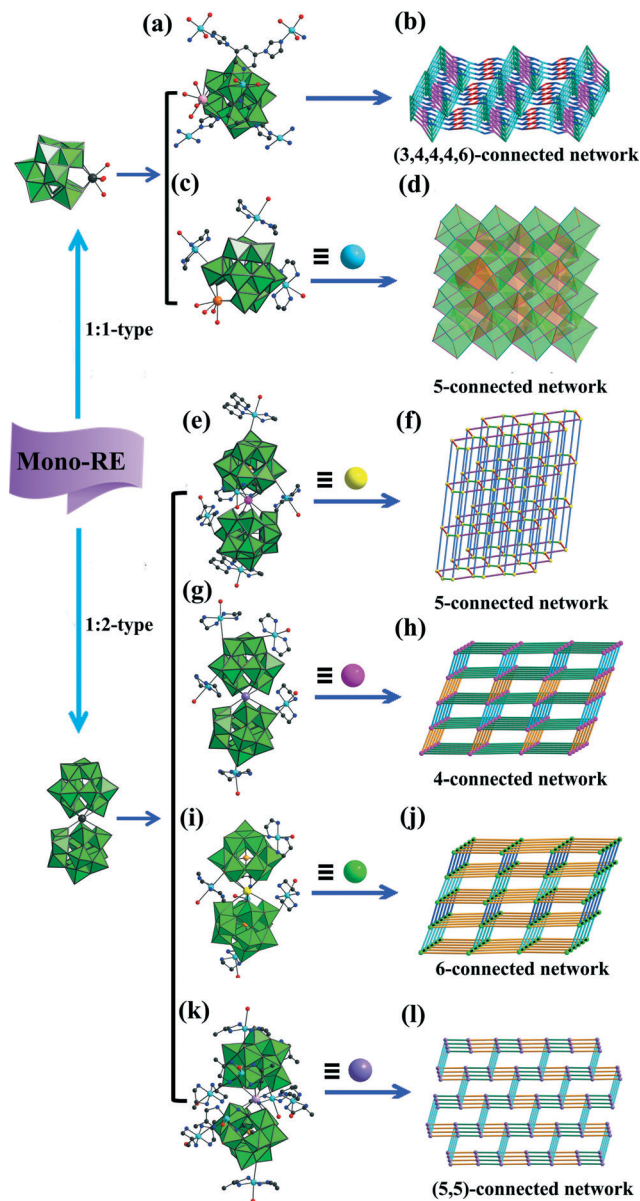 (a)
(b)
(3,4,4,4,6)-connected network
(c)
(d)
≡
1:1-type
5-connected network
Mono-RE
(e)
(f)
≡
5-connected network
1:2-type
(g)
(h)
≡
4-connected network
(i)
(j)
≡
6-connected network
(k)
(l)
≡
(5,5)-connected network